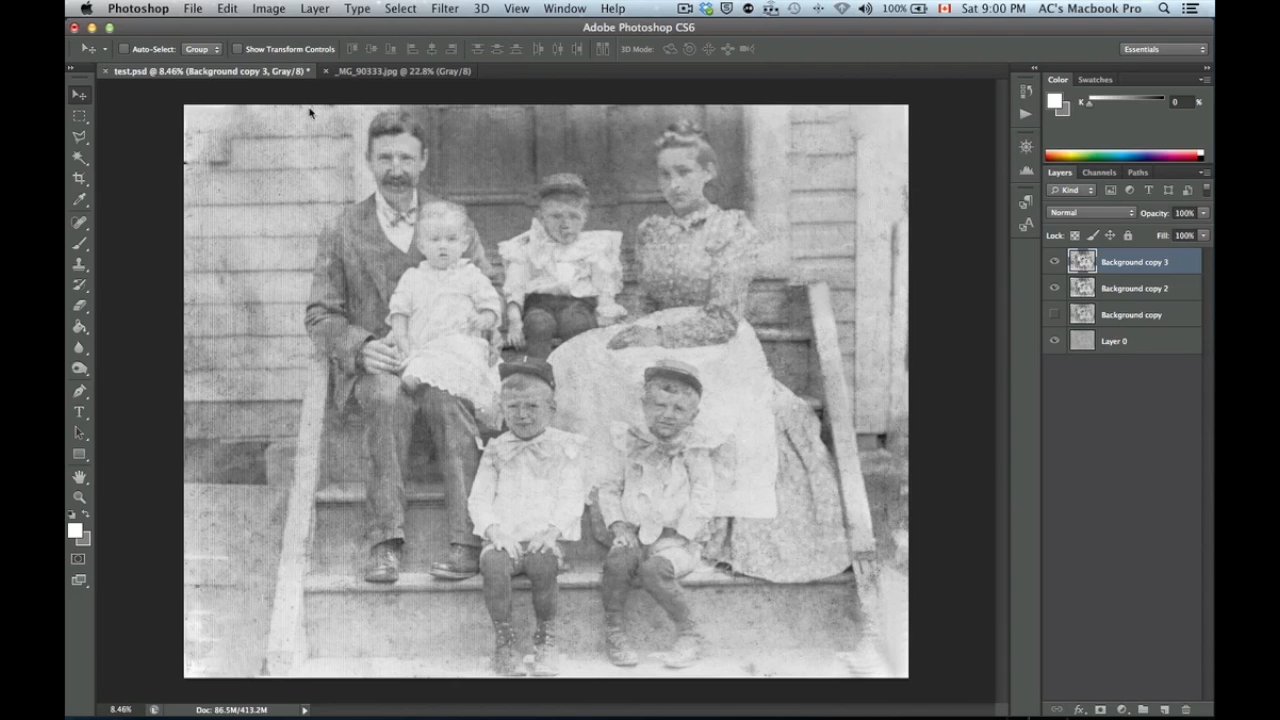 Photoshop File Edit Image Layer Type Select Filter 3D View Window Help 100% Sat 9:00 PM AC's Macbook Pro
Adobe Photoshop CS6
Auto-Select: Group Show Transform Controls 3D Mode: Essentials
× test.psd @ 8.46% (Background copy 3, Gray/8) * × _MG_90333.jpg @ 22.8% (Gray/8)
Color Swatches
K 0 %
Layers Channels Paths
Kind
Normal Opacity: 100%
Lock: Fill: 100%
Background copy 3
Background copy 2
Background copy
Layer 0
8.46% Doc: 86.5M/413.2M